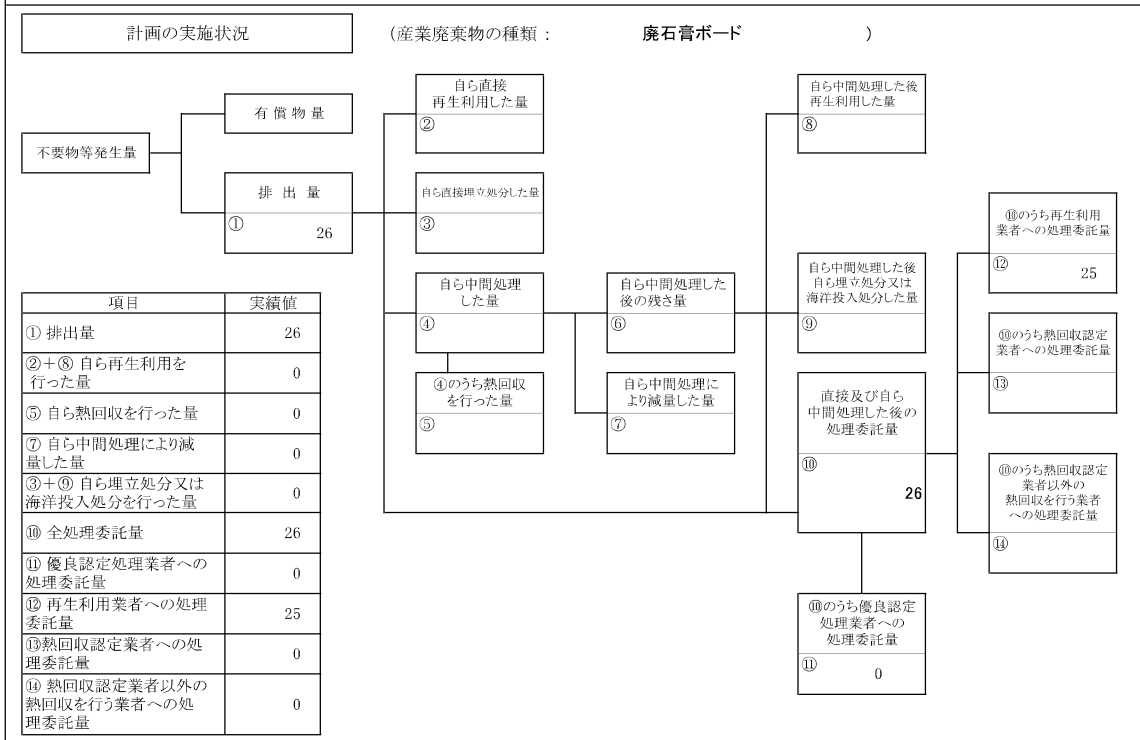 計画の実施状況
(産業廃棄物の種類： 廃石膏ボード )
不要物等発生量
有償物量
排出量
①
26
自ら直接
再生利用した量
②
自ら直接埋立処分した量
③
自ら中間処理
した量
④
④のうち熱回収
を行った量
⑤
自ら中間処理した
後の残さ量
⑥
自ら中間処理に
より減量した量
⑦
自ら中間処理した後
再生利用した量
⑧
自ら中間処理した後
自ら埋立処分又は
海洋投入処分した量
⑨
直接及び自ら
中間処理した後の
処理委託量
⑩
26
⑩のうち優良認定
処理業者への
処理委託量
⑪
0
⑩のうち再生利用
業者への処理委託量
⑫
25
⑩のうち熱回収認定
業者への処理委託量
⑬
⑩のうち熱回収認定
業者以外の
熱回収を行う業者
への処理委託量
⑭
項目 実績値
① 排出量 26
②＋⑧ 自ら再生利用を
行った量 0
⑤ 自ら熱回収を行った量 0
⑦ 自ら中間処理により減
量した量 0
③＋⑨ 自ら埋立処分又は
海洋投入処分を行った量 0
⑩ 全処理委託量 26
⑪ 優良認定処理業者への
処理委託量 0
⑫ 再生利用業者への処理
委託量 25
⑬熱回収認定業者への処
理委託量 0
⑭ 熱回収認定業者以外の
熱回収を行う業者への処
理委託量 0